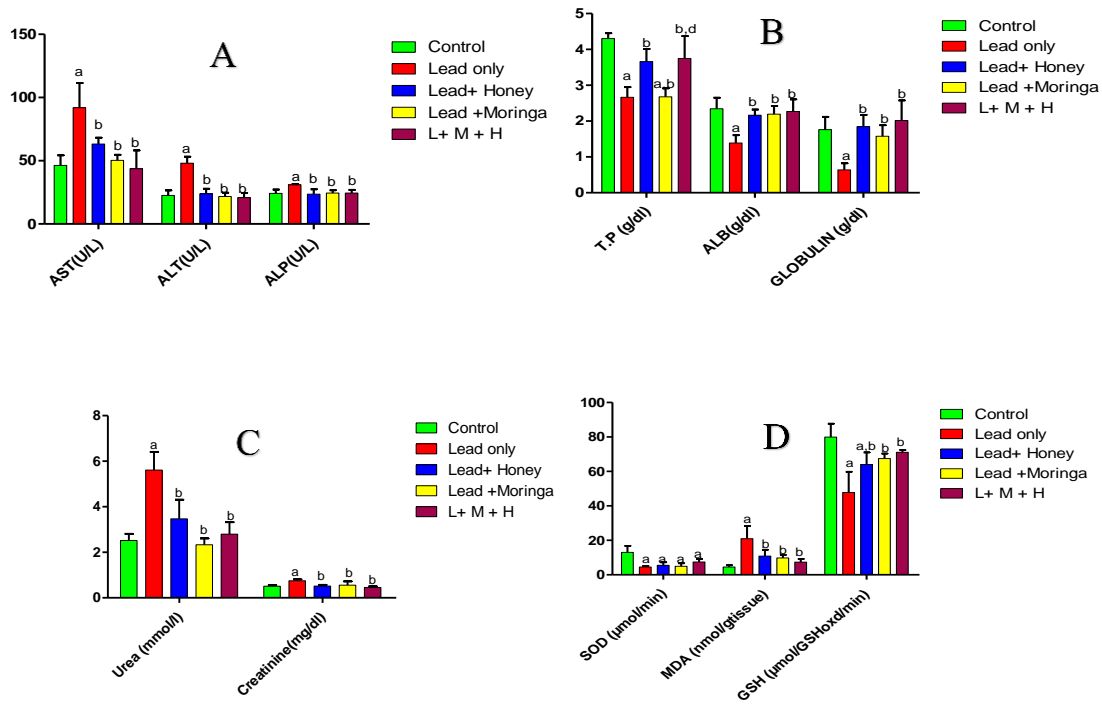 A
150
100
50
0
a
b
b
b
a
b
b
b
a
b
b
b
AST(U/L)
ALT(U/L)
ALP(U/L)
Control
Lead only
Lead+ Honey
Lead +Moringa
L+ M + H
B
5
4
3
2
1
0
a
b
a,b
b,d
a
b
b
b
a
b
b
b
T.P (g/dl)
ALB(g/dl)
GLOBULIN (g/dl)
Control
Lead only
Lead+ Honey
Lead +Moringa
L+ M + H
C
8
6
4
2
0
a
b
b
b
a
b
b
b
Urea (mmol/l)
Creatinine(mg/dl)
Control
Lead only
Lead+ Honey
Lead +Moringa
L+ M + H
D
100
80
60
40
20
0
a
a
a
a
a
b
b
b
a
a,b
b
b
SOD (µmol/min)
MDA (nmol/gtissue)
GSH (µmol/GSHoxd/min)
Control
Lead only
Lead+ Honey
Lead +Moringa
L+ M + H